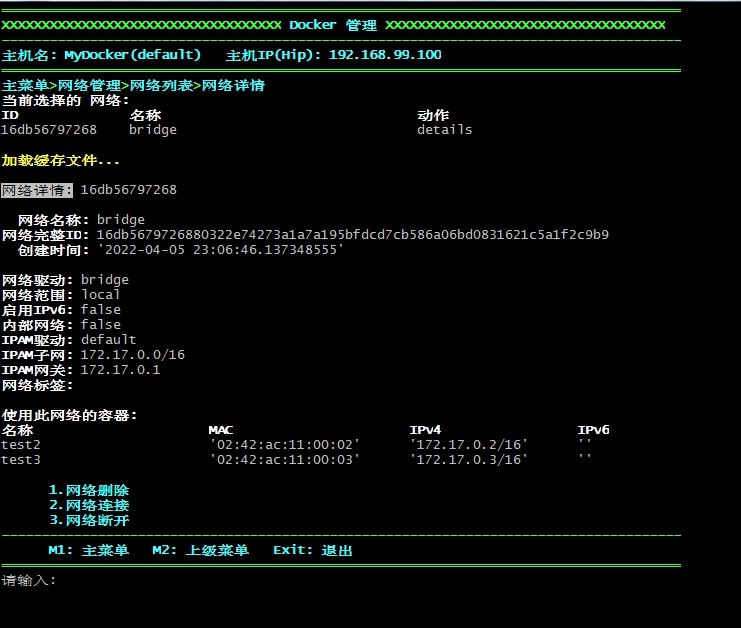 XXXXXXXXXXXXXXXXXXXXXXXXXXXXXXXXXXX Docker 管理 XXXXXXXXXXXXXXXXXXXXXXXXXXXXXXXXXXX
主机名: MyDocker(default) 主机IP(Hip): 192.168.99.100
主菜单>网络管理>网络列表>网络详情
当前选择的 网络:
ID 名称 动作
16db56797268 bridge details
加载缓存文件...
网络详情: 16db56797268
网络名称: bridge
网络完整ID: 16db5679726880322e74273a1a7a195bfdcd7cb586a06bd0831621c5a1f2c9b9
创建时间: '2022-04-05 23:06:46.137348555'
网络驱动: bridge
网络范围: local
启用IPv6: false
内部网络: false
IPAM驱动: default
IPAM子网: 172.17.0.0/16
IPAM网关: 172.17.0.1
网络标签:
使用此网络的容器:
名称 MAC IPv4 IPv6
test2 '02:42:ac:11:00:02' '172.17.0.2/16' ''
test3 '02:42:ac:11:00:03' '172.17.0.3/16' ''
1.网络删除
2.网络连接
3.网络断开
M1: 主菜单 M2: 上级菜单 Exit: 退出
请输入: